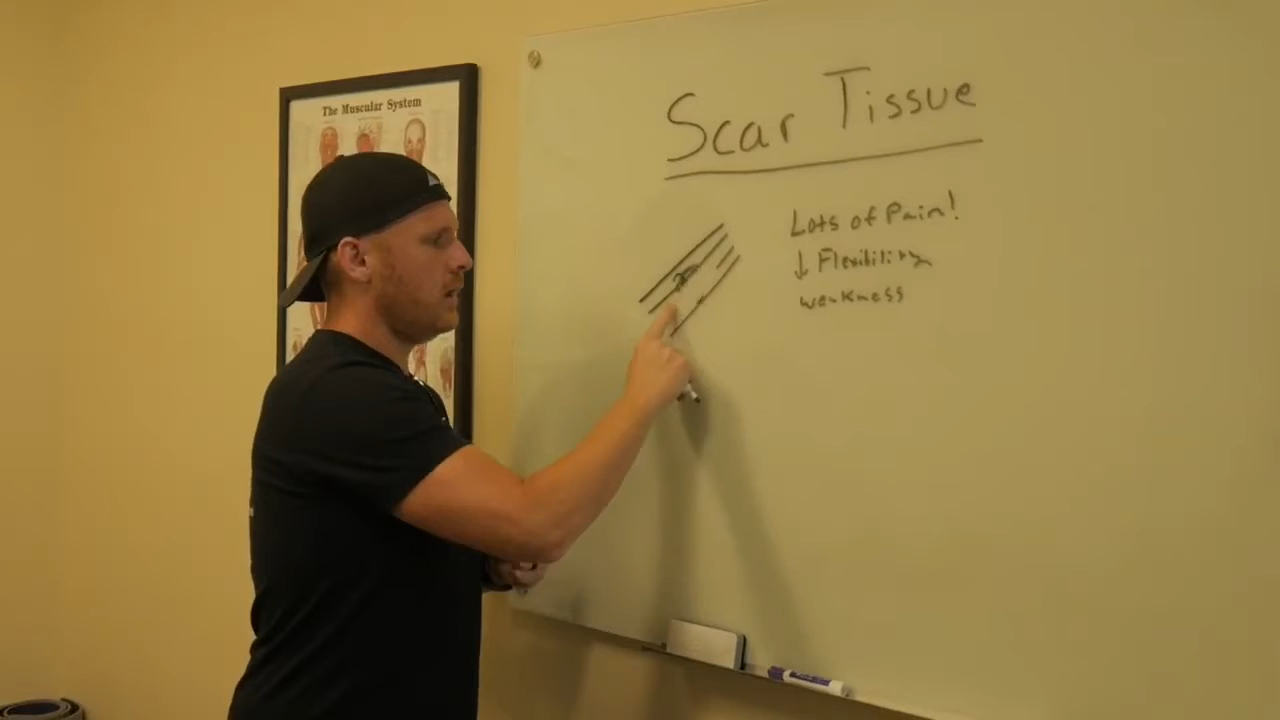 The Muscular System
Scar Tissue
Lots of Pain!
↓ Flexibility
weakness